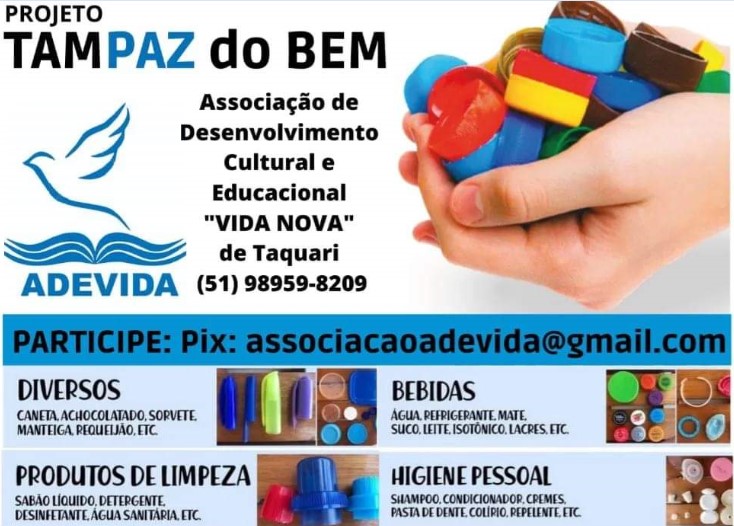 PROJETO
TAMPAZ do BEM
Associação de
Desenvolvimento
Cultural e
Educacional
"VIDA NOVA"
de Taquari
(51) 98959-8209
ADEVIDA
PARTICIPE: Pix: associacaoadevida@gmail.com
DIVERSOS
CANETA, ACHOCOLATADO, SORVETE,
MANTEIGA, REQUEIJÃO, ETC.
BEBIDAS
ÁGUA, REFRIGERANTE, MATE,
SUCO, LEITE, ISOTÔNICO, LACRES, ETC.
PRODUTOS DE LIMPEZA
SABÃO LÍQUIDO, DETERGENTE,
DESINFETANTE, ÁGUA SANITÁRIA, ETC.
HIGIENE PESSOAL
SHAMPOO, CONDICIONADOR, CREMES,
PASTA DE DENTE, COLÍRIO, REPELENTE, ETC.